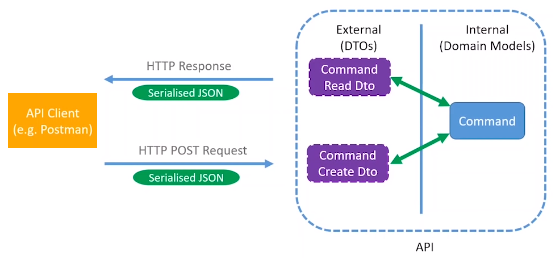 External
(DTOs)
Internal
(Domain Models)
HTTP Response
Serialised JSON
Command
Read Dto
API Client
(e.g. Postman)
Command
HTTP POST Request
Serialised JSON
Command
Create Dto
API